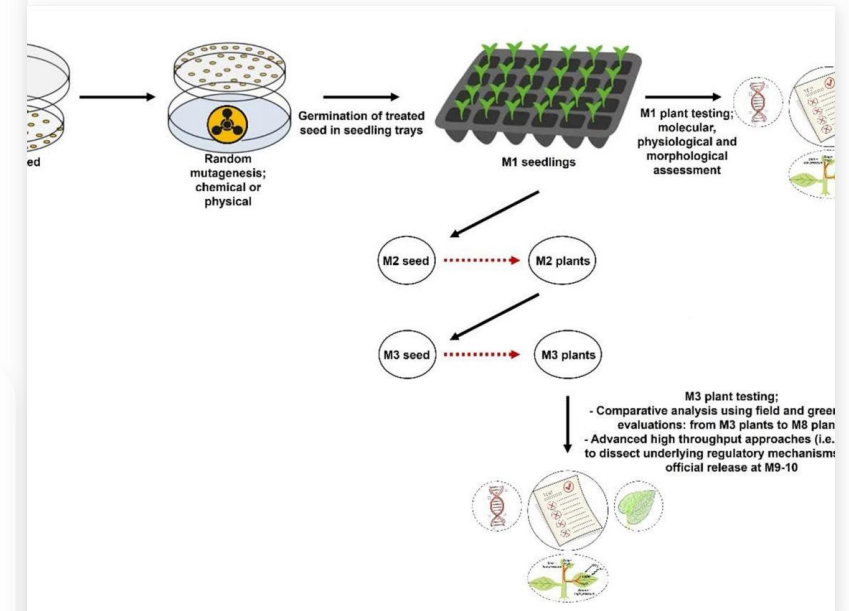 ed
Random
mutagenesis;
chemical or
physical
Germination of treated
seed in seedling trays
M1 seedlings
M1 plant testing;
molecular,
physiological and
morphological
assessment
M2 seed
M2 plants
M3 seed
M3 plants
M3 plant testing;
- Comparative analysis using field and green
evaluations: from M3 plants to M8 plan
- Advanced high throughput approaches (i.e.
to dissect underlying regulatory mechanisms
official release at M9-10